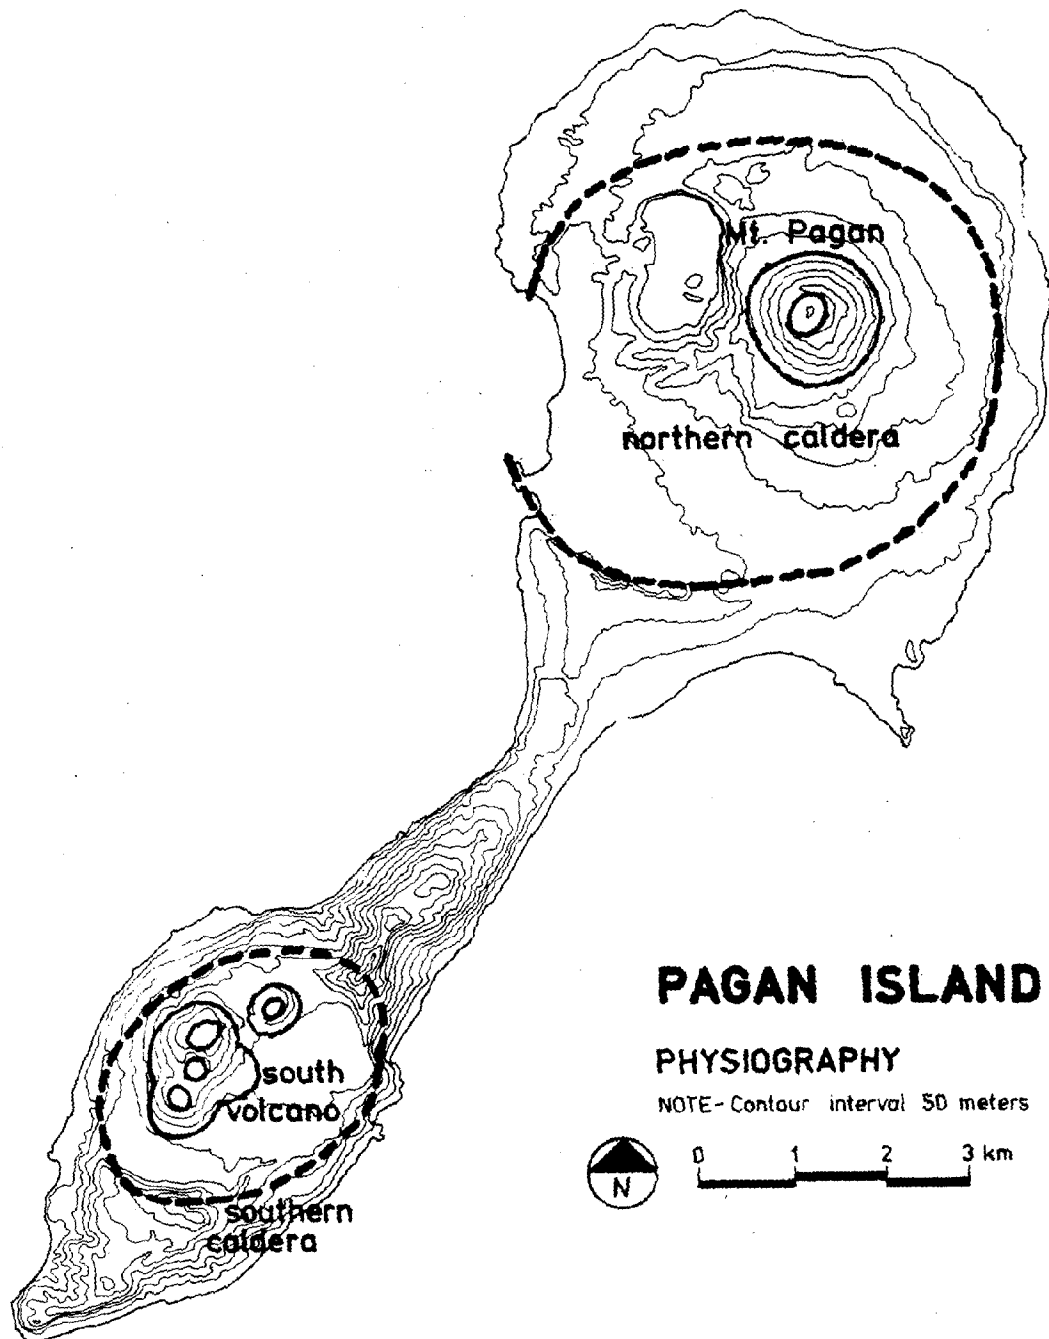 Mt. Pagan
northern caldera
PAGAN ISLAND
PHYSIOGRAPHY
NOTE-Contour interval 50 meters
0 1 2 3 km
N
south
volcano
southern
caldera